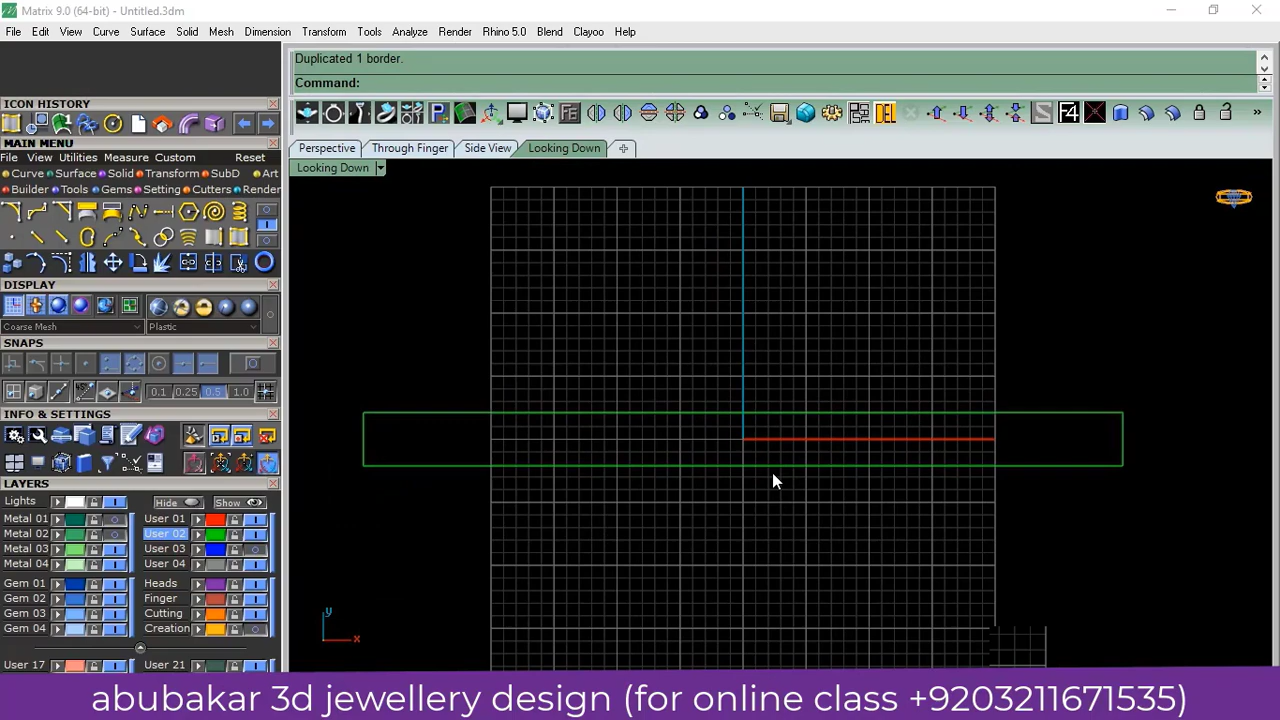 Matrix 9.0 (64-bit) - Untitled.3dm
File Edit View Curve Surface Solid Mesh Dimension Transform Tools Analyze Render Rhino 5.0 Blend Clayoo Help
Duplicated 1 border.
Command:
ICON HISTORY
MAIN MENU
File View Utilities Measure Custom Reset
Curve Surface Solid Transform SubD Art
Builder Tools Gems Setting Cutters Render
Perspective Through Finger Side View Looking Down
Looking Down
DISPLAY
Coarse Mesh Plastic
SNAPS
0.1 0.25 0.5 1.0
INFO & SETTINGS
LAYERS
Lights Hide Show
Metal 01 User 01
Metal 02 User 02
Metal 03 User 03
Metal 04 User 04
Gem 01 Heads
Gem 02 Finger
Gem 03 Cutting
Gem 04 Creation
User 17 User 21
y
x
abubakar 3d jewellery design (for online class +9203211671535)